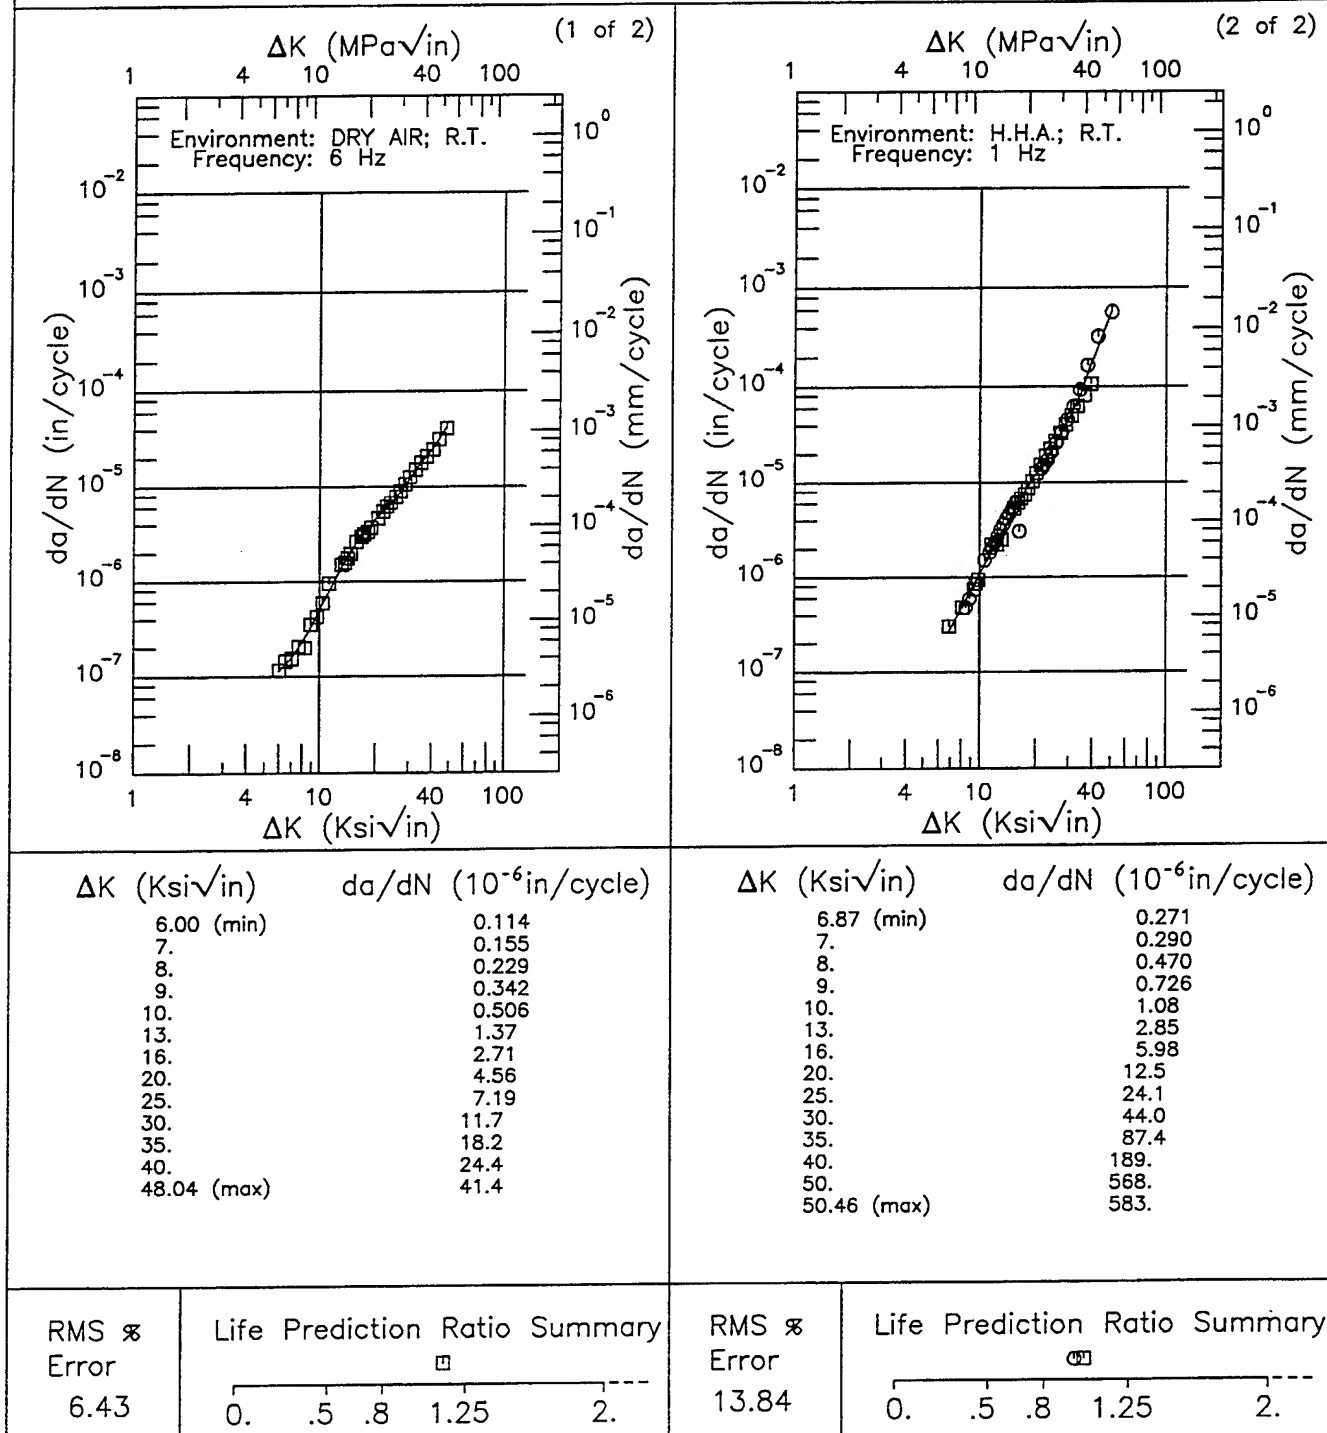 (1 of 2)
ΔK (MPa√in)
1 4 10 40 100
Environment: DRY AIR; R.T.
Frequency: 6 Hz
10⁰
10⁻¹
10⁻²
10⁻³
10⁻⁴
10⁻⁵
10⁻⁶
da/dN (mm/cycle)
10⁻²
10⁻³
10⁻⁴
10⁻⁵
10⁻⁶
10⁻⁷
10⁻⁸
da/dN (in/cycle)
1 4 10 40 100
ΔK (Ksi√in)
ΔK (Ksi√in) da/dN (10⁻⁶in/cycle)
6.00 (min) 0.114
7. 0.155
8. 0.229
9. 0.342
10. 0.506
13. 1.37
16. 2.71
20. 4.56
25. 7.19
30. 11.7
35. 18.2
40. 24.4
48.04 (max) 41.4
RMS %
Error
6.43
Life Prediction Ratio Summary
0. .5 .8 1.25 2.
(2 of 2)
ΔK (MPa√in)
1 4 10 40 100
Environment: H.H.A.; R.T.
Frequency: 1 Hz
10⁰
10⁻¹
10⁻²
10⁻³
10⁻⁴
10⁻⁵
10⁻⁶
da/dN (mm/cycle)
10⁻²
10⁻³
10⁻⁴
10⁻⁵
10⁻⁶
10⁻⁷
10⁻⁸
da/dN (in/cycle)
1 4 10 40 100
ΔK (Ksi√in)
ΔK (Ksi√in) da/dN (10⁻⁶in/cycle)
6.87 (min) 0.271
7. 0.290
8. 0.470
9. 0.726
10. 1.08
13. 2.85
16. 5.98
20. 12.5
25. 24.1
30. 44.0
35. 87.4
40. 189.
50. 568.
50.46 (max) 583.
RMS %
Error
13.84
Life Prediction Ratio Summary
0. .5 .8 1.25 2.